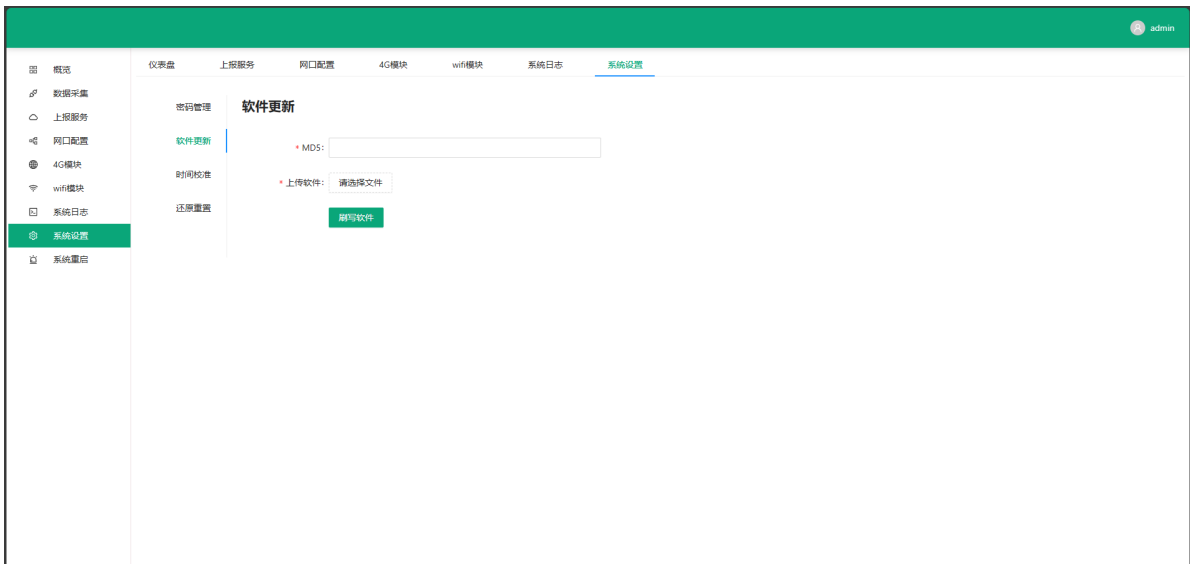 admin
概览
数据采集
上报服务
网口配置
4G模块
wifi模块
系统日志
系统设置
系统重启
仪表盘 上报服务 网口配置 4G模块 wifi模块 系统日志 系统设置
密码管理
软件更新
时间校准
还原重置
软件更新
* MD5:
* 上传软件: 请选择文件
刷写软件